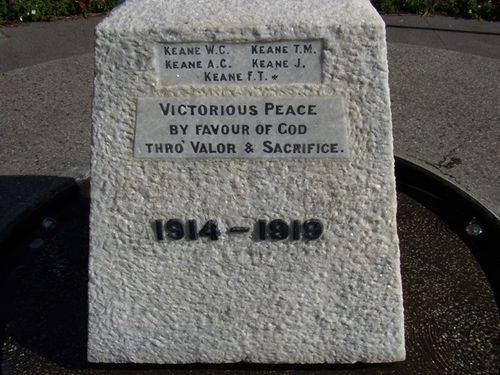 KEANE W.C. KEANE T.M.
KEANE A.C. KEANE J.
KEANE F.T.*
VICTORIOUS PEACE
BY FAVOUR OF GOD
THRO' VALOR & SACRIFICE.
1914-1919